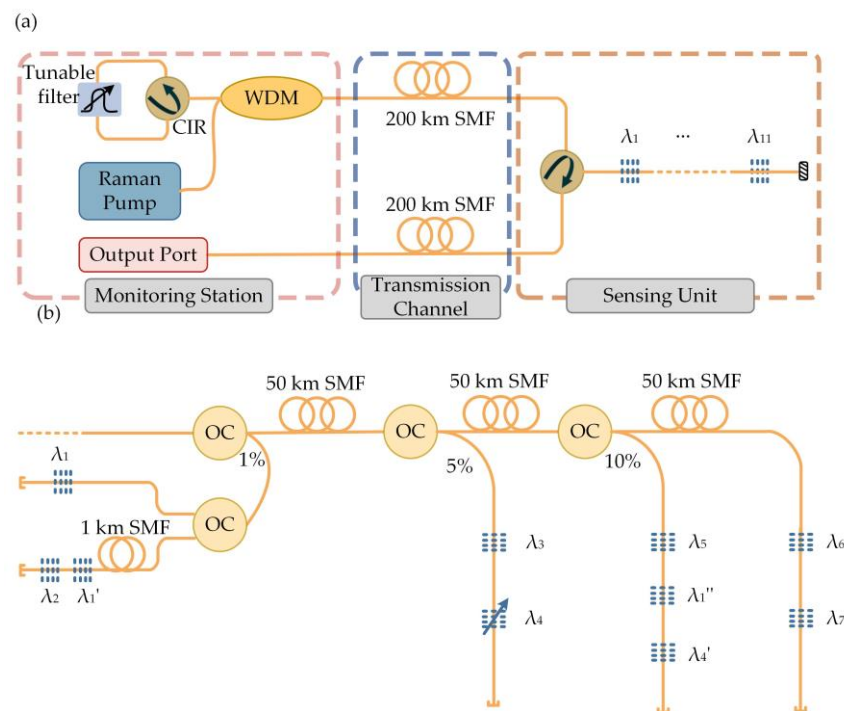 (a)
Tunable
filter
CIR
WDM
Raman
Pump
Output Port
Monitoring Station
200 km SMF
200 km SMF
Transmission
Channel
λ1
...
λ11
Sensing Unit
(b)
50 km SMF
50 km SMF
50 km SMF
OC
OC
OC
1%
5%
10%
λ1
OC
1 km SMF
λ2
λ1'
λ3
λ4
λ5
λ1''
λ4'
λ6
λ7